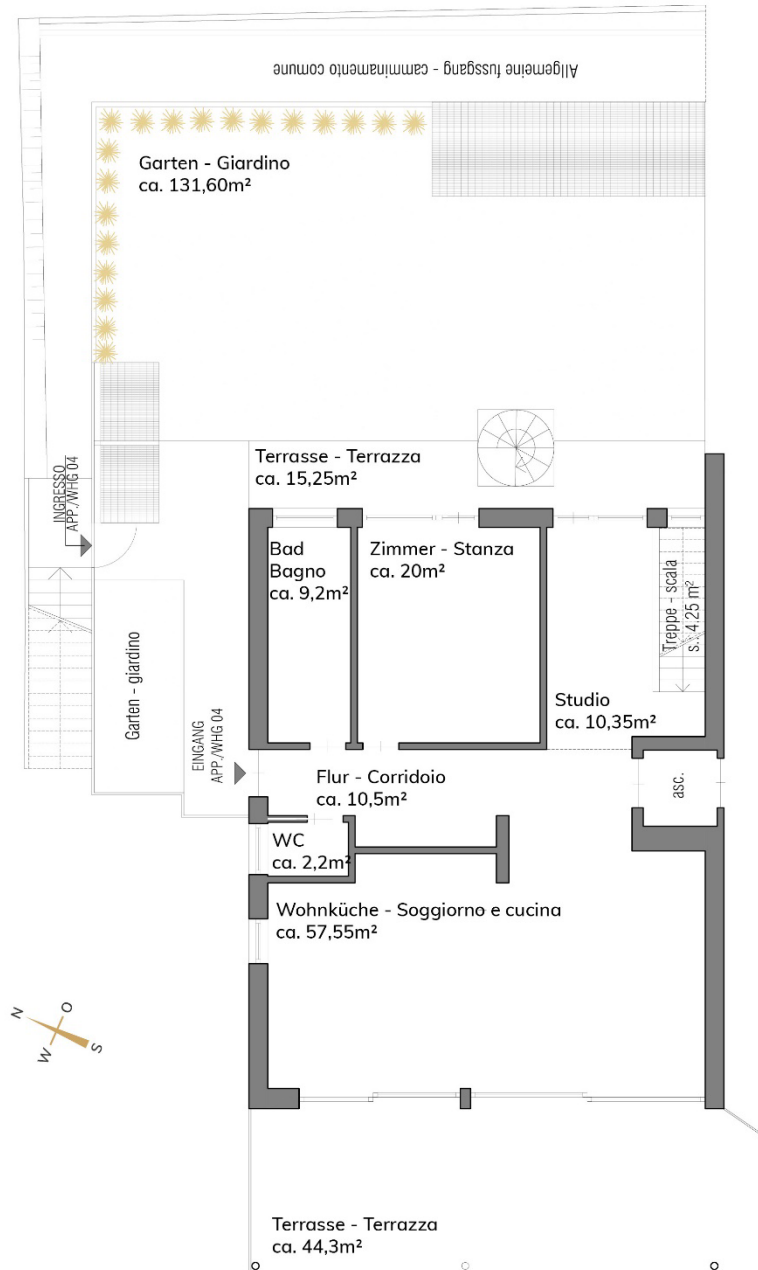 Allgemeine fussgang - camminamento comune
Garten - Giardino
ca. 131,60m²
INGRESSO
APP./WHG 04
Terrasse - Terrazza
ca. 15,25m²
Bad
Bagno
ca. 9,2m²
Zimmer - Stanza
ca. 20m²
Treppe - scala
s.: 4.25 m²
Garten - giardino
Studio
ca. 10,35m²
EINGANG
APP./WHG 04
Flur - Corridoio
ca. 10,5m²
asc.
WC
ca. 2,2m²
Wohnküche - Soggiorno e cucina
ca. 57,55m²
N
O
W
S
Terrasse - Terrazza
ca. 44,3m²